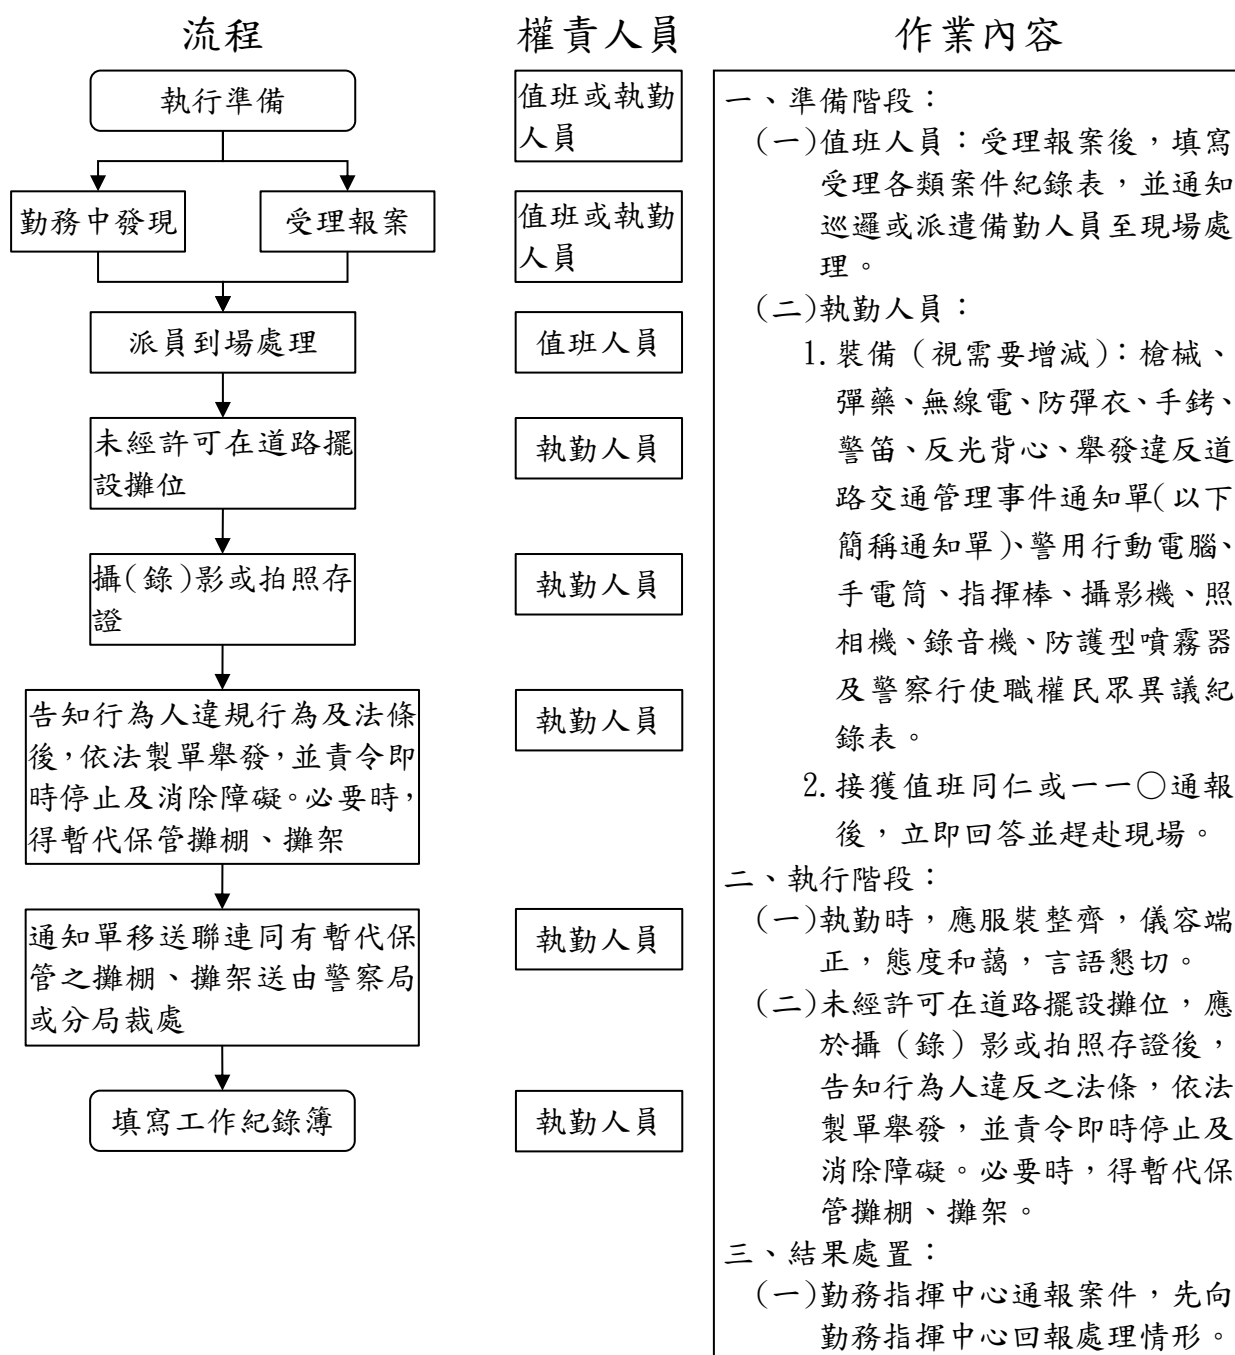 流程
權責人員
作業內容
執行準備
值班或執勤
人員
勤務中發現
受理報案
值班或執勤
人員
派員到場處理
值班人員
未經許可在道路擺
設攤位
執勤人員
攝(錄)影或拍照存
證
執勤人員
告知行為人違規行為及法條
後,依法製單舉發,並責令即
時停止及消除障礙。必要時,
得暫代保管攤棚、攤架
執勤人員
通知單移送聯連同有暫代保
管之攤棚、攤架送由警察局
或分局裁處
執勤人員
填寫工作紀錄簿
執勤人員
一、準備階段:
(一)值班人員:受理報案後,填寫
受理各類案件紀錄表,並通知
巡邏或派遣備勤人員至現場處
理。
(二)執勤人員:
1.裝備(視需要增減):槍械、
彈藥、無線電、防彈衣、手銬、
警笛、反光背心、舉發違反道
路交通管理事件通知單(以下
簡稱通知單)、警用行動電腦、
手電筒、指揮棒、攝影機、照
相機、錄音機、防護型噴霧器
及警察行使職權民眾異議紀
錄表。
2.接獲值班同仁或一一○通報
後,立即回答並趕赴現場。
二、執行階段:
(一)執勤時,應服裝整齊,儀容端
正,態度和藹,言語懇切。
(二)未經許可在道路擺設攤位,應
於攝(錄)影或拍照存證後,
告知行為人違反之法條,依法
製單舉發,並責令即時停止及
消除障礙。必要時,得暫代保
管攤棚、攤架。
三、結果處置:
(一)勤務指揮中心通報案件,先向
勤務指揮中心回報處理情形。